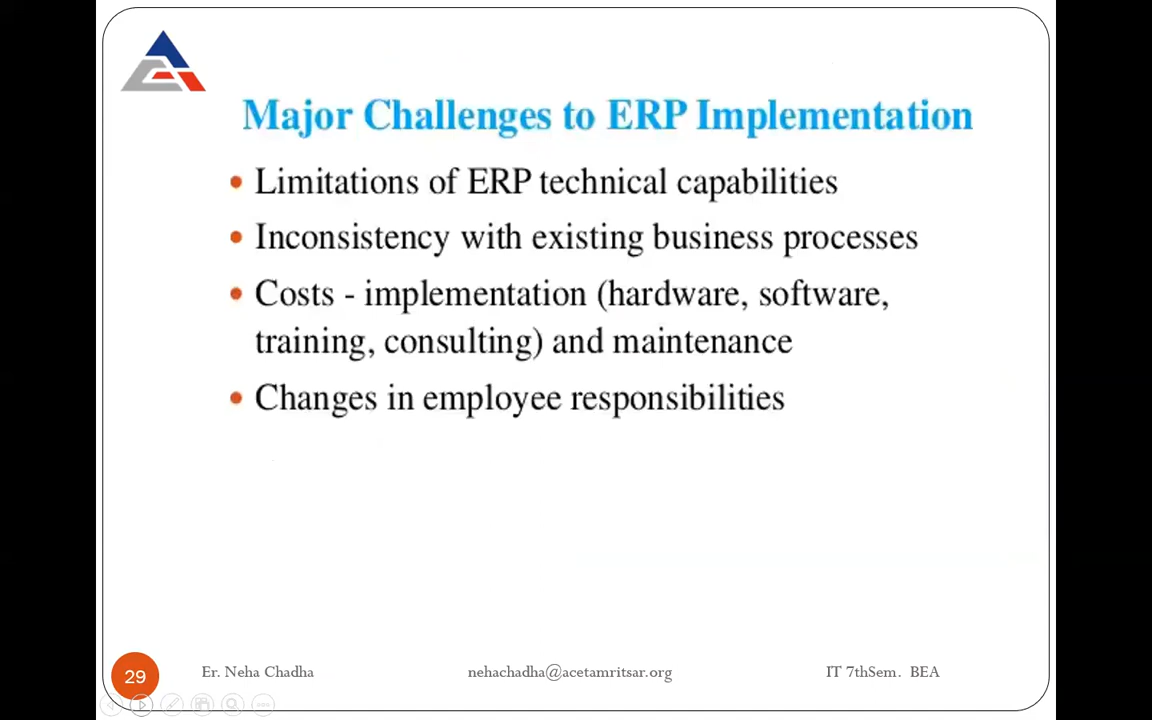 Major Challenges to ERP Implementation
• Limitations of ERP technical capabilities
• Inconsistency with existing business processes
• Costs - implementation (hardware, software,
training, consulting) and maintenance
• Changes in employee responsibilities
29 Er. Neha Chadha nehachadha@acetamritsar.org IT 7thSem. BEA